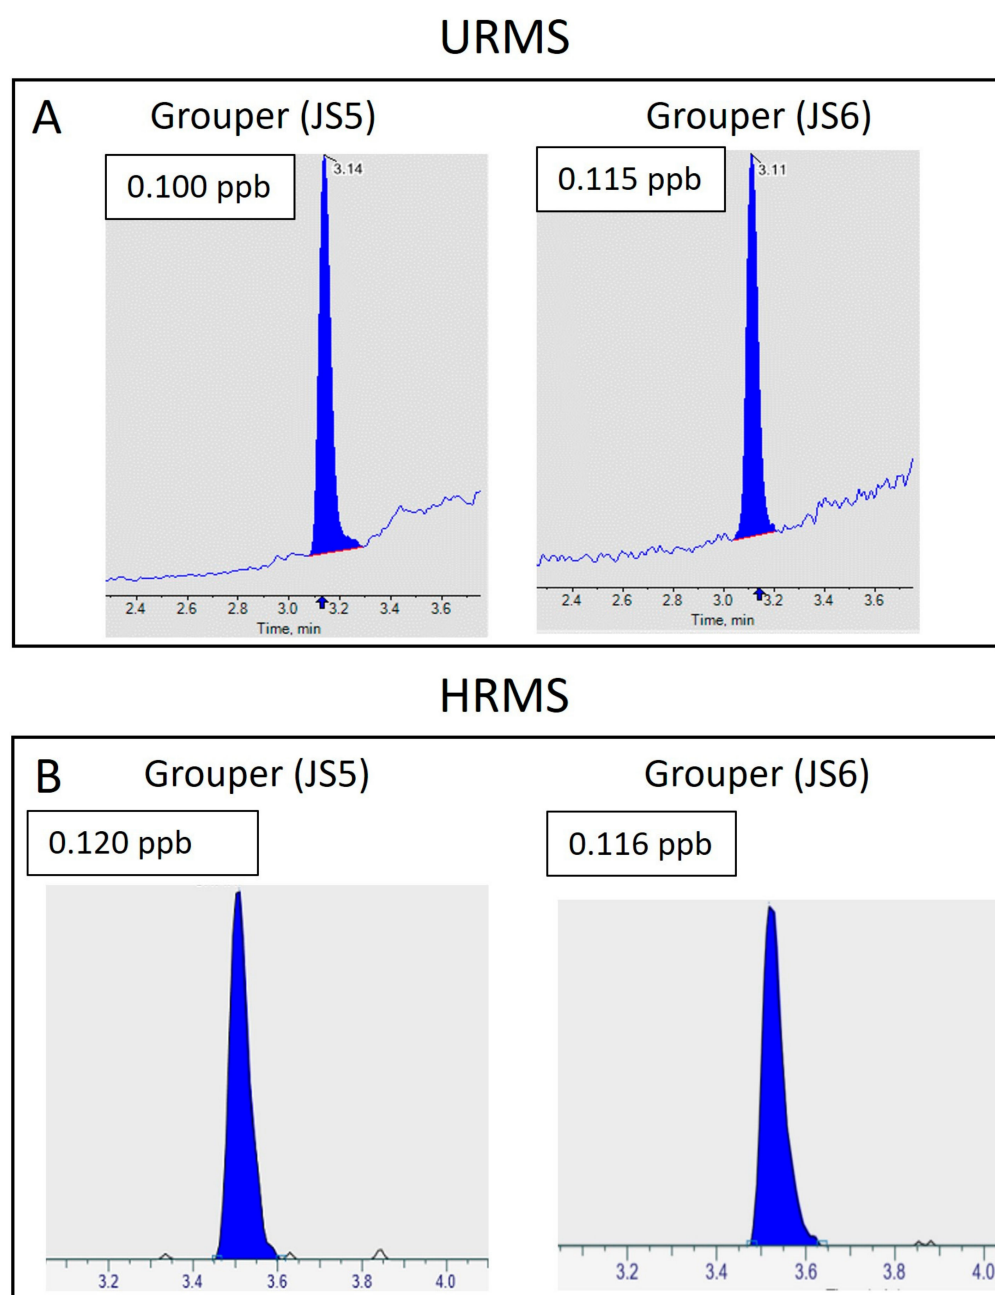 URMS
A
Grouper (JS5)
Grouper (JS6)
0.100 ppb
3.14
0.115 ppb
3.11
2.4 2.6 2.8 3.0 3.2 3.4 3.6
Time, min
2.4 2.6 2.8 3.0 3.2 3.4 3.6
Time, min
HRMS
B
Grouper (JS5)
Grouper (JS6)
0.120 ppb
0.116 ppb
3.2 3.4 3.6 3.8 4.0
3.2 3.4 3.6 3.8 4.0